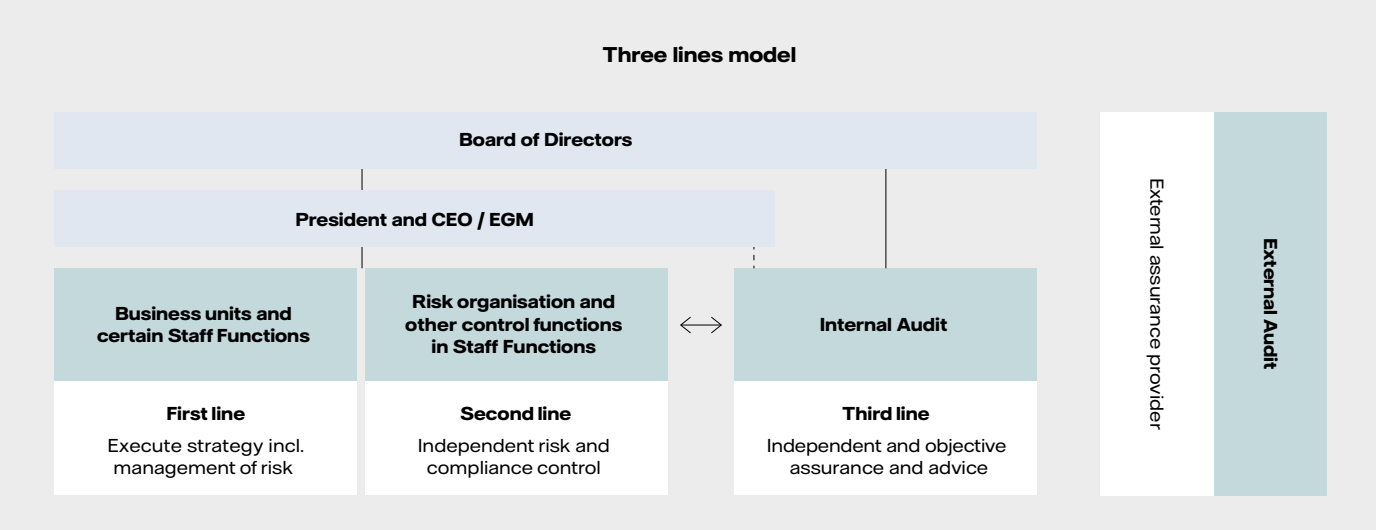 Three lines model
Board of Directors
President and CEO / EGM
Business units and
certain Staff Functions
Risk organisation and
other control functions
in Staff Functions
Internal Audit
First line
Execute strategy incl.
management of risk
Second line
Independent risk and
compliance control
Third line
Independent and objective
assurance and advice
External assurance provider
External Audit